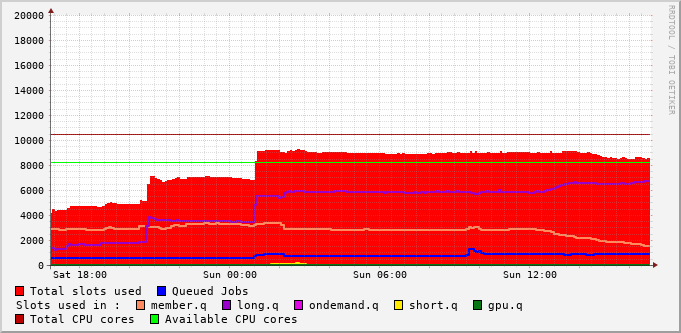 20000
18000
16000
14000
12000
10000
8000
6000
4000
2000
0
Sat 18:00 Sun 00:00 Sun 06:00 Sun 12:00
RRDTOOL / TOBI OETIKER
Total slots used Queued Jobs
Slots used in : member.q long.q ondemand.q short.q gpu.q
Total CPU cores Available CPU cores